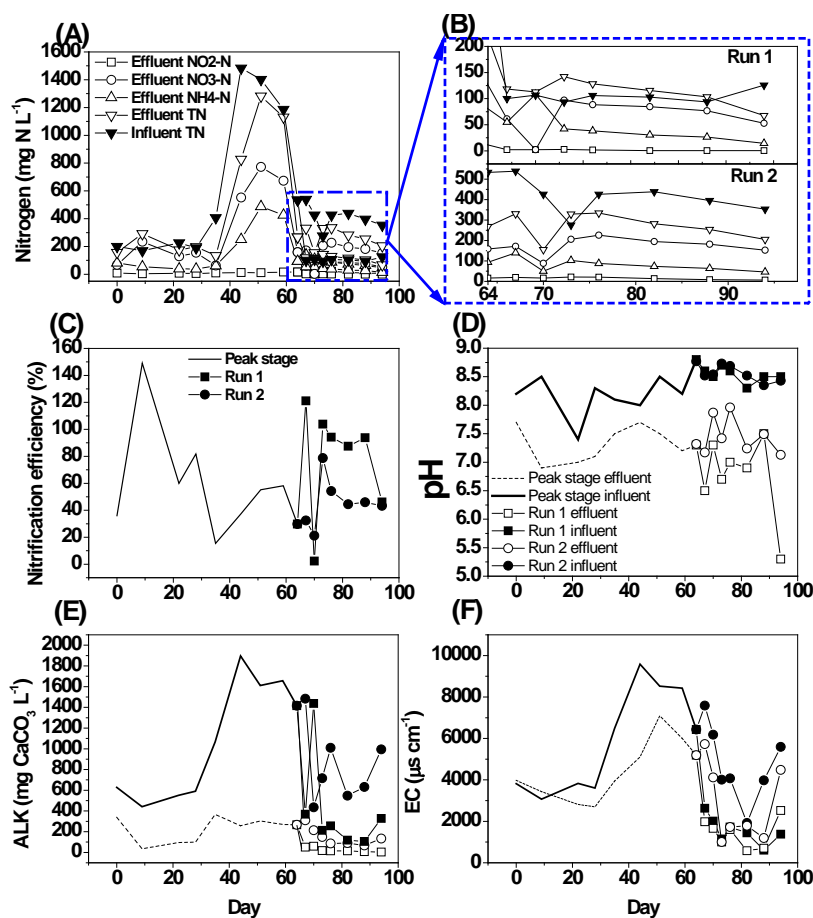 (A)
Nitrogen (mg N L⁻¹)
1600
1400
1200
1000
800
600
400
200
0
Effluent NO2-N
Effluent NO3-N
Effluent NH4-N
Effluent TN
Influent TN
0 20 40 60 80 100
(B)
200
150
100
50
0
Run 1
500
400
300
200
100
0
Run 2
64 70 80 90
(C)
Nitrification efficiency (%)
160
140
120
100
80
60
40
20
0
Peak stage
Run 1
Run 2
0 20 40 60 80 100
(D)
pH
9.0
8.5
8.0
7.5
7.0
6.5
6.0
5.5
5.0
Peak stage effluent
Peak stage influent
Run 1 effluent
Run 1 influent
Run 2 effluent
Run 2 influent
0 20 40 60 80 100
(E)
ALK (mg CaCO₃ L⁻¹)
2000
1800
1600
1400
1200
1000
800
600
400
200
0
0 20 40 60 80 100
Day
(F)
EC (µs cm⁻¹)
10000
8000
6000
4000
2000
0
0 20 40 60 80 100
Day